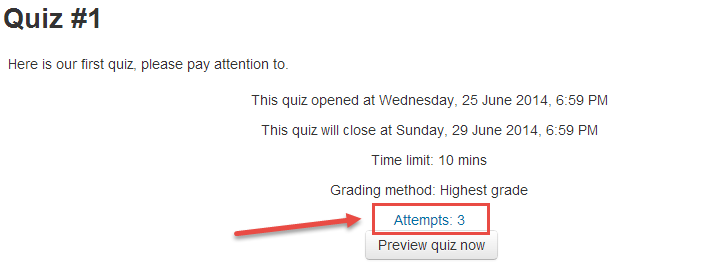 Quiz #1
Here is our first quiz, please pay attention to.
This quiz opened at Wednesday, 25 June 2014, 6:59 PM
This quiz will close at Sunday, 29 June 2014, 6:59 PM
Time limit: 10 mins
Grading method: Highest grade
Attempts: 3
Preview quiz now